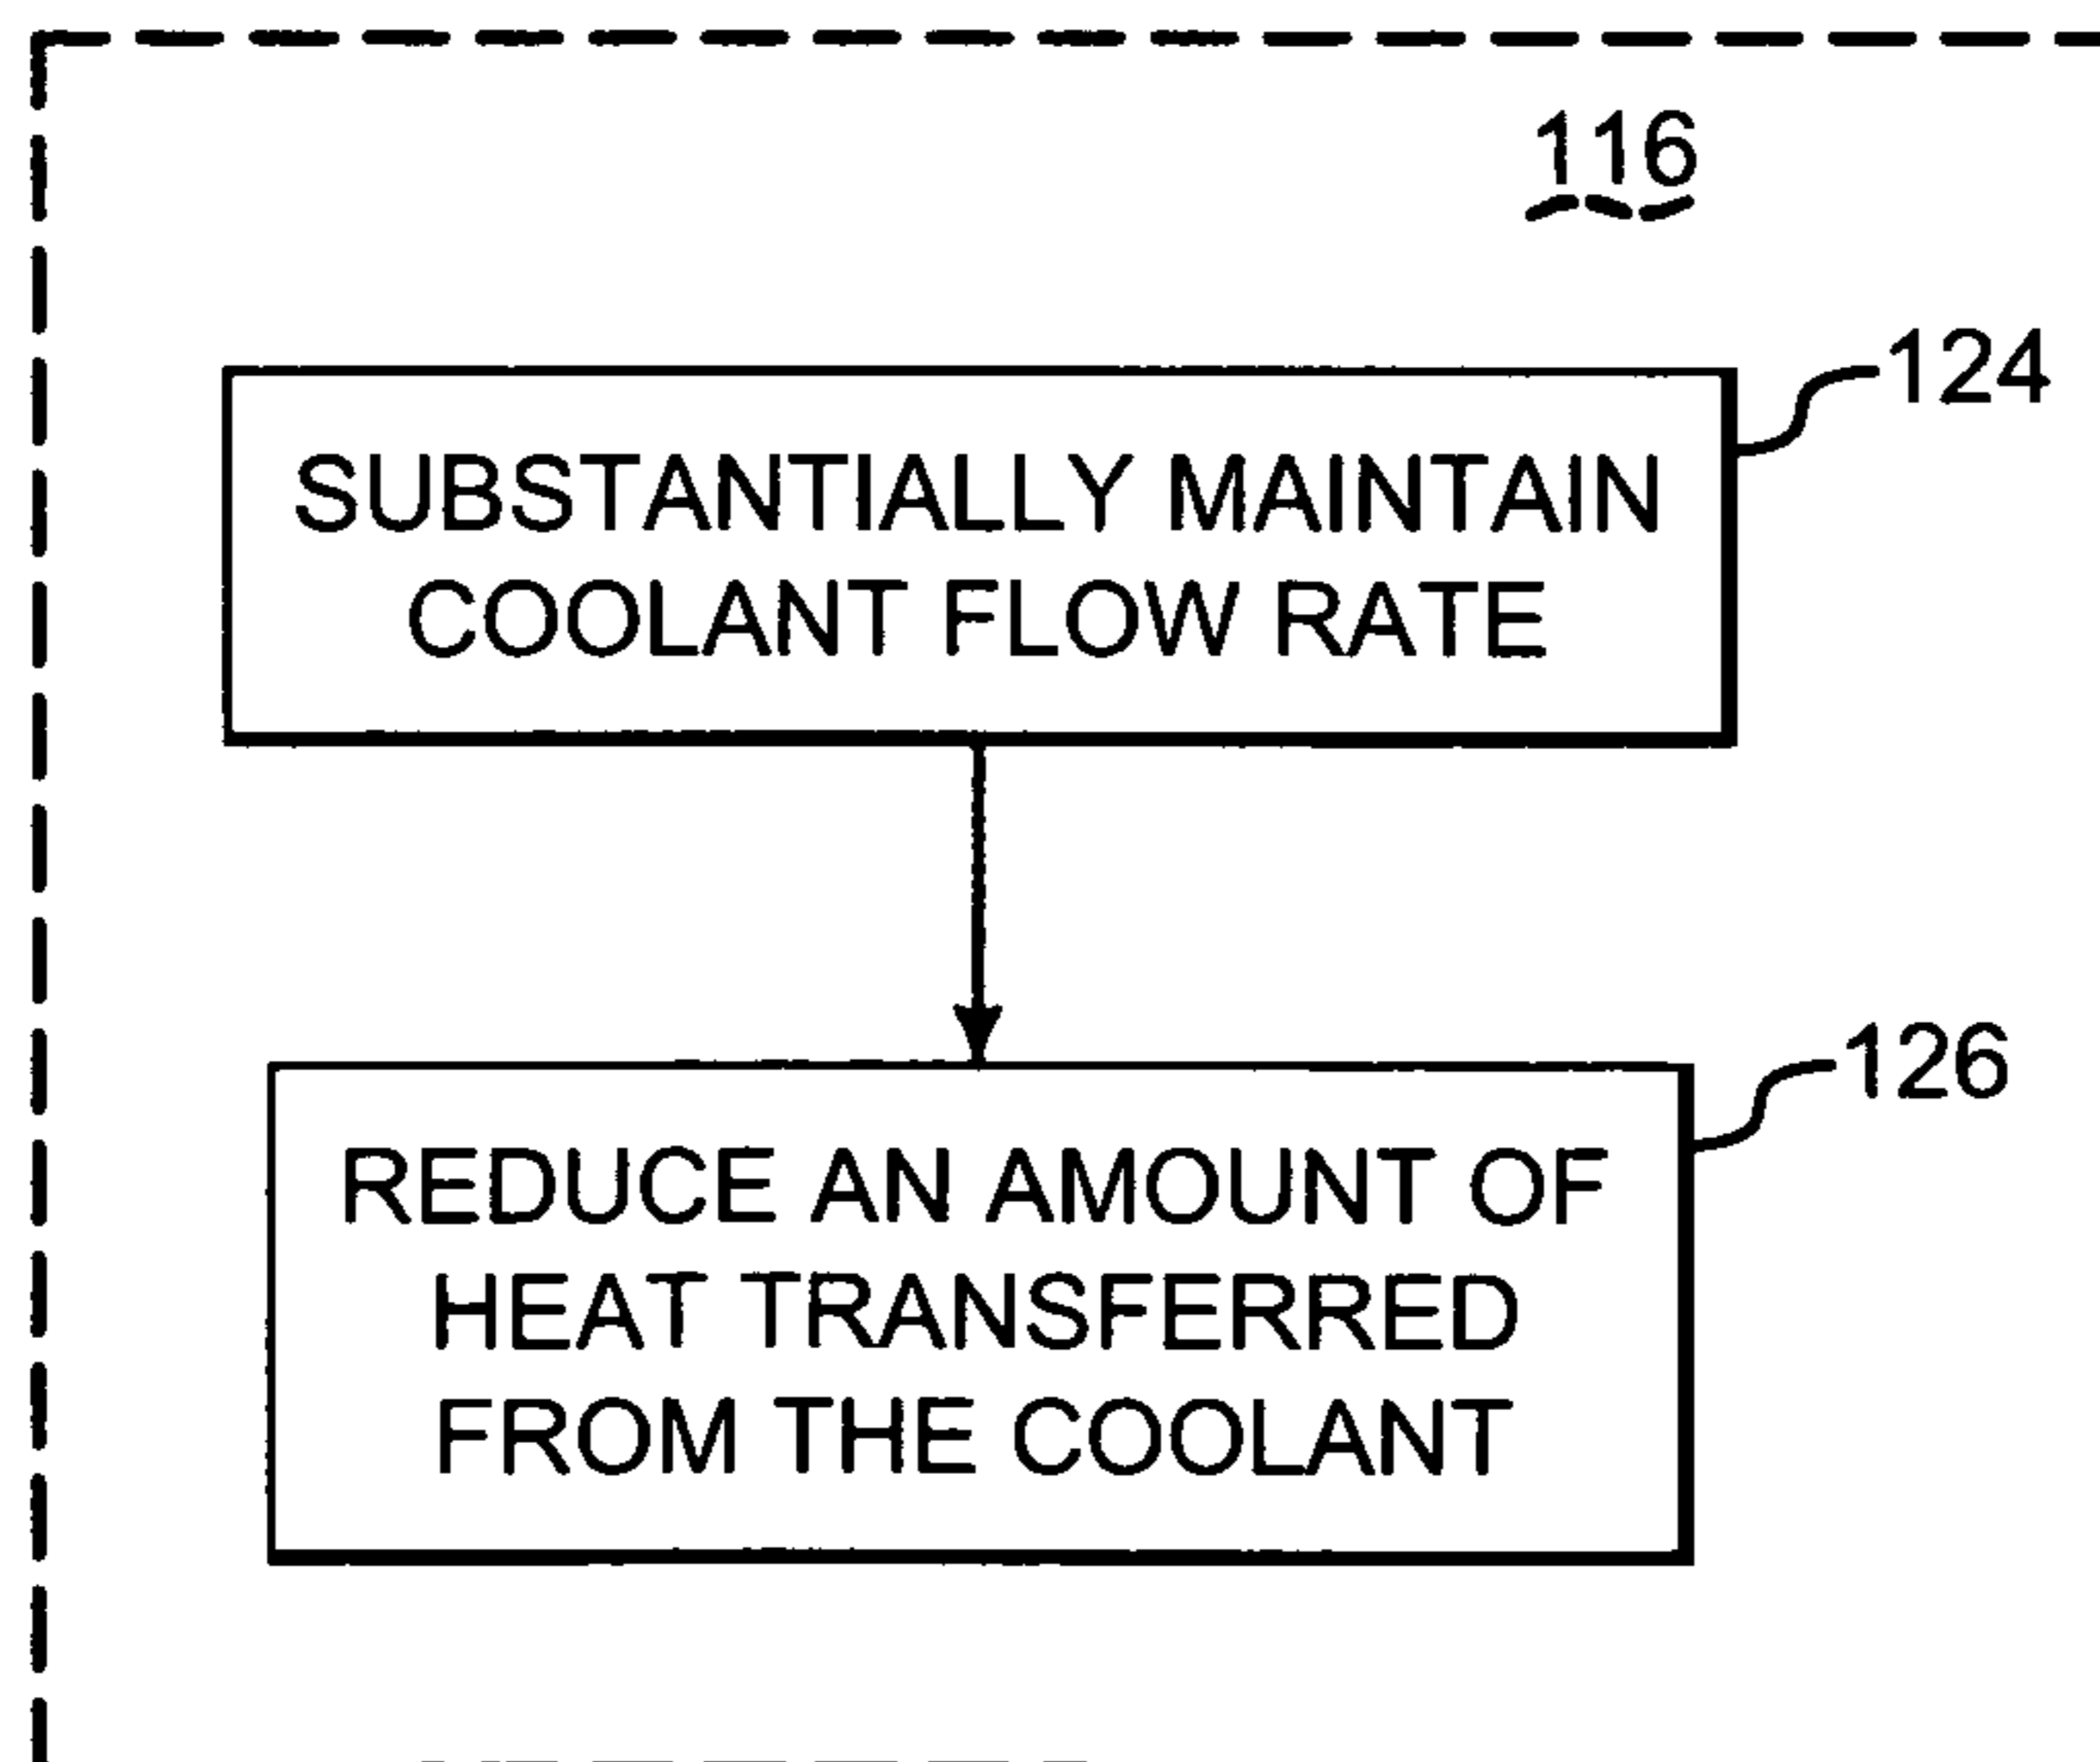 116
124
SUBSTANTIALLY MAINTAIN
COOLANT FLOW RATE
126
REDUCE AN AMOUNT OF
HEAT TRANSFERRED
FROM THE COOLANT